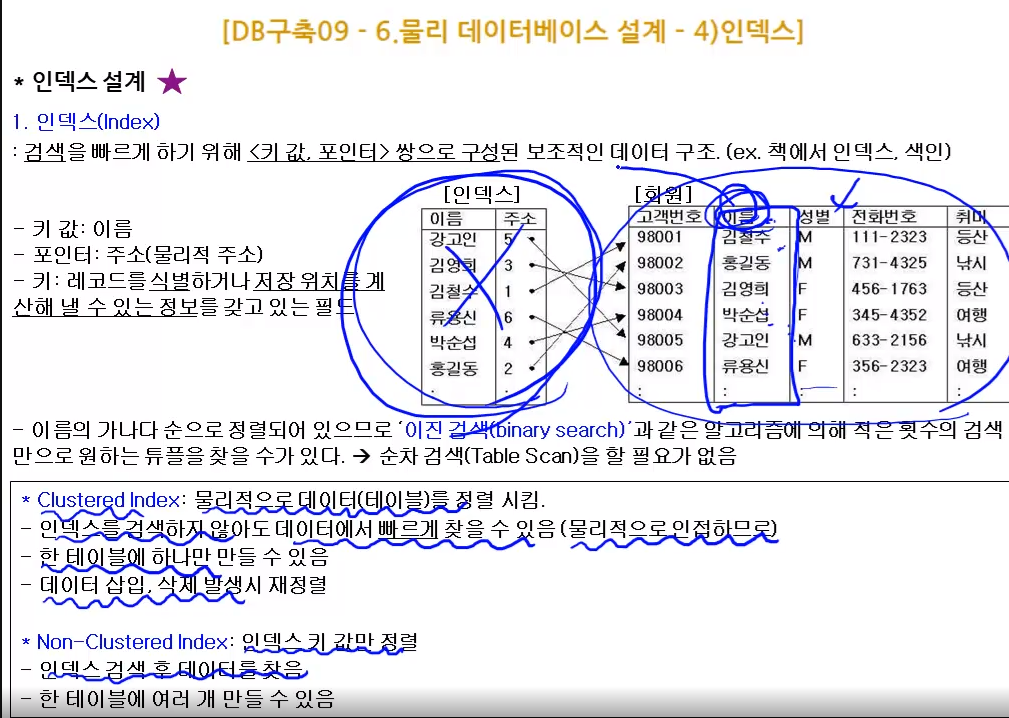 [DB구축09 - 6.물리 데이터베이스 설계 - 4)인덱스]
* 인덱스 설계 ★
1. 인덱스(Index)
: 검색을 빠르게 하기 위해 <키 값, 포인터> 쌍으로 구성된 보조적인 데이터 구조. (ex. 책에서 인덱스, 색인)
- 키 값: 이름
- 포인터: 주소(물리적 주소)
- 키: 레코드를 식별하거나 저장 위치를 계
산해 낼 수 있는 정보를 갖고 있는 필드
[인덱스]
이름 주소
강고인 5
김영희 3
김철수 1
류용신 6
박순섭 4
홍길동 2
: :
[회원]
고객번호 이름 성별 전화번호 취미
98001 김철수 M 111-2323 등산
98002 홍길동 M 731-4325 낚시
98003 김영희 F 456-1763 등산
98004 박순섭 F 345-4352 여행
98005 강고인 M 633-2156 낚시
98006 류용신 F 356-2323 여행
: : : : :
- 이름의 가나다 순으로 정렬되어 있으므로 '이진 검색(binary search)'과 같은 알고리즘에 의해 적은 횟수의 검색
만으로 원하는 튜플을 찾을 수가 있다. → 순차 검색(Table Scan)을 할 필요가 없음
* Clustered Index: 물리적으로 데이터(테이블)를 정렬 시킴.
- 인덱스를 검색하지 않아도 데이터에서 빠르게 찾을 수 있음 (물리적으로 인접하므로)
- 한 테이블에 하나만 만들 수 있음
- 데이터 삽입, 삭제 발생시 재정렬
* Non-Clustered Index: 인덱스 키 값만 정렬
- 인덱스 검색 후 데이터를 찾음
- 한 테이블에 여러 개 만들 수 있음